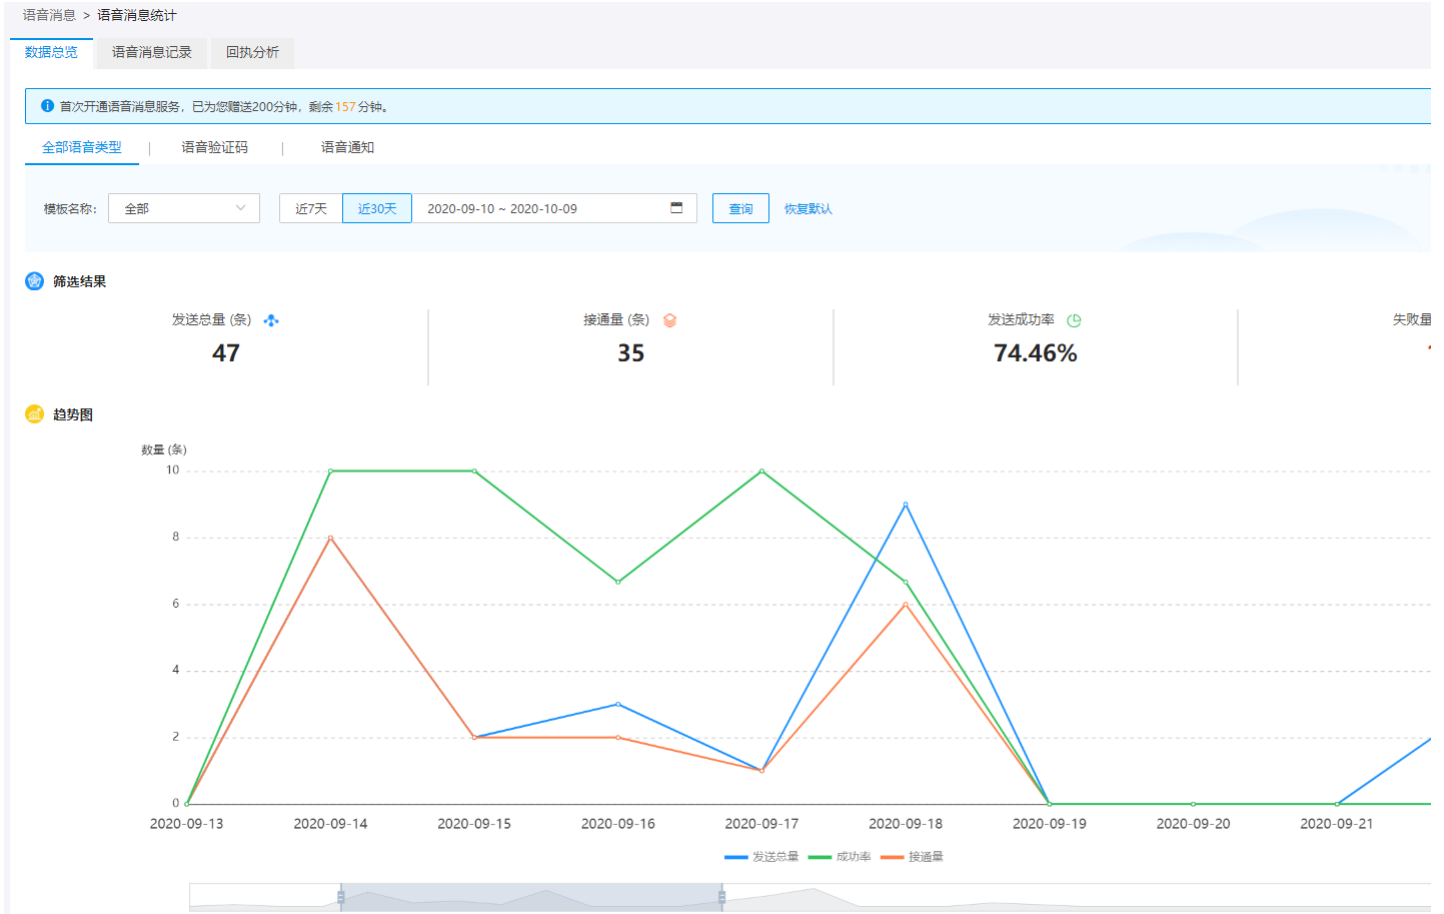 语音消息 > 语音消息统计
数据总览 语音消息记录 回执分析
首次开通语音消息服务，已为您赠送200分钟，剩余157分钟。
全部语音类型 | 语音验证码 | 语音通知
模板名称： 全部 近7天 近30天 2020-09-10 ~ 2020-10-09 查询 恢复默认
筛选结果
发送总量 (条) 接通量 (条) 发送成功率 失败量
47 35 74.46%
趋势图
数量 (条)
10
8
6
4
2
0
2020-09-13 2020-09-14 2020-09-15 2020-09-16 2020-09-17 2020-09-18 2020-09-19 2020-09-20 2020-09-21
发送总量 成功率 接通量